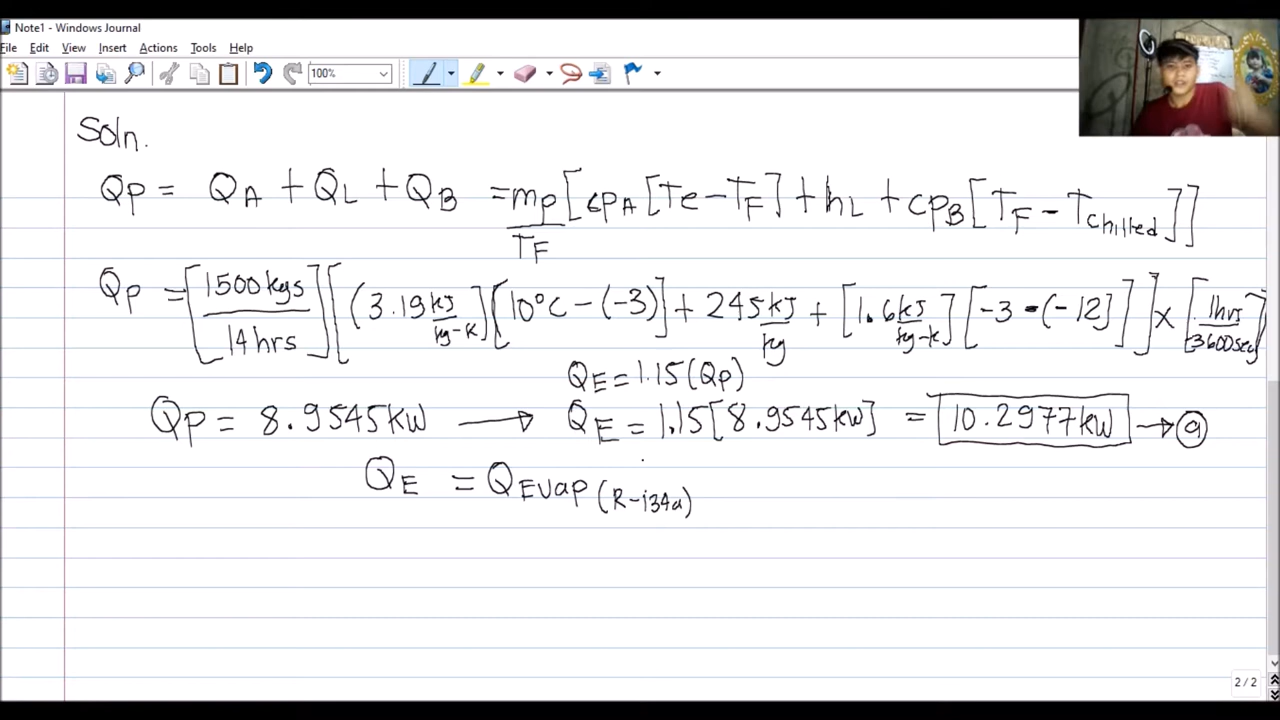 Note1 - Windows Journal
File Edit View Insert Actions Tools Help
100%
Soln.
QP = QA + QL + QB = mp/TF [cpA [Te - TF] + hL + cpB [TF - Tchilled]]
QP = [1500 kgs / 14 hrs] [(3.19 kJ/kg-K] [10°C - (-3)] + 245 kJ/kg + [1.6 kJ/kg-K] [-3 - (-12]] × [1hrs / 3600 sec]
QE = 1.15 (QP)
QP = 8.9545 kW → QE = 1.15 [8.9545 kW] = 10.2977 kW → a
QE = QEvap (R-134a)
2 / 2